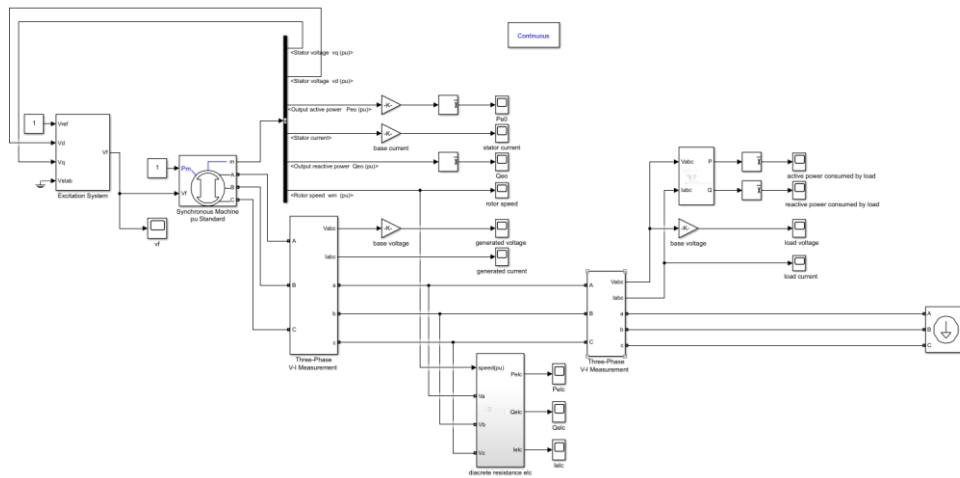 Continuous
<Stator voltage vq (pu)>
<Stator voltage vd (pu)>
<Output active power Peo (pu)>
-K-
base current
Pe0
<Stator current>
-K-
stator current
<Output reactive power Qeo (pu)>
Qeo
<Rotor speed wm (pu)>
rotor speed
1
Vref
Vd
Vq
Vstab
Vf
Excitation System
1
Pm
Vf
m
A
B
C
Synchronous Machine
pu Standard
vf
A
B
C
Vabc
Iabc
a
b
c
Three-Phase
V-I Measurement
-K-
base voltage
generated voltage
generated current
speed(pu)
Va
Vb
Vc
Pelc
Qelc
Ielc
discrete resistance elc
Pelc
Qelc
Ielc
A
B
C
Vabc
Iabc
a
b
c
Three-Phase
V-I Measurement
Vabc
Iabc
P
Q
active power consumed by load
reactive power consumed by load
-K-
base voltage
load voltage
load current
A
B
C